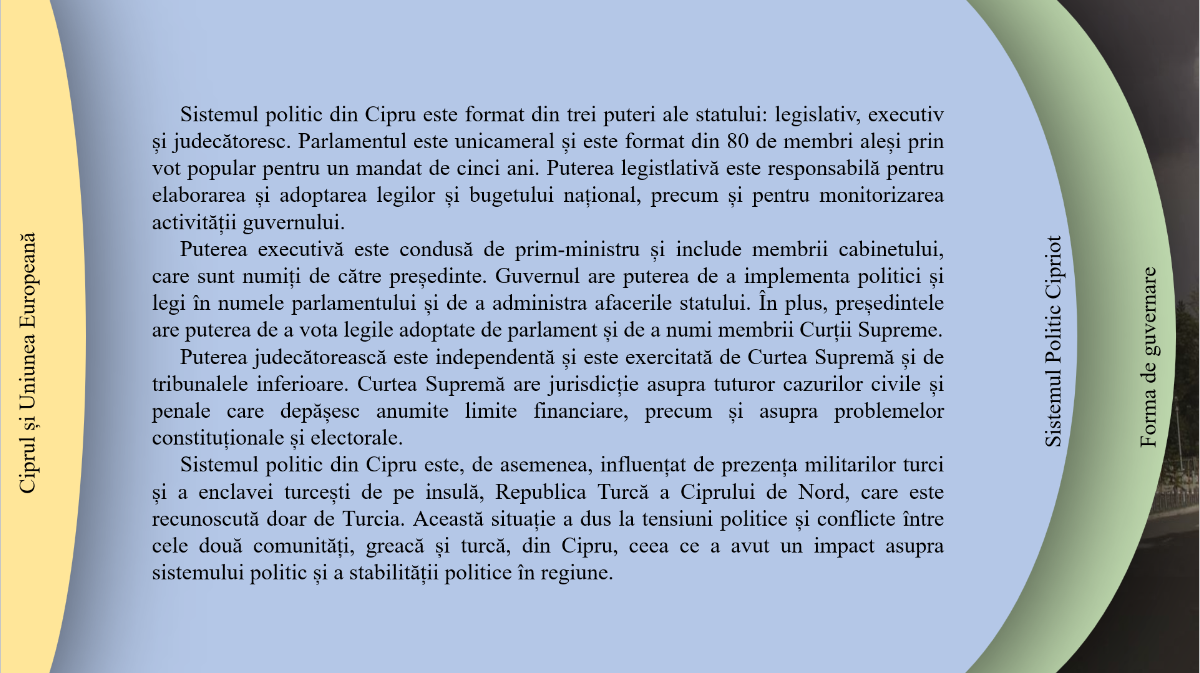 Ciprul și Uniunea Europeană
Sistemul politic din Cipru este format din trei puteri ale statului: legislativ, executiv
și judecătoresc. Parlamentul este unicameral și este format din 80 de membri aleși prin
vot popular pentru un mandat de cinci ani. Puterea legistlativă este responsabilă pentru
elaborarea și adoptarea legilor și bugetului național, precum și pentru monitorizarea
activității guvernului.
Puterea executivă este condusă de prim-ministru și include membrii cabinetului,
care sunt numiți de către președinte. Guvernul are puterea de a implementa politici și
legi în numele parlamentului și de a administra afacerile statului. În plus, președintele
are puterea de a vota legile adoptate de parlament și de a numi membrii Curții Supreme.
Puterea judecătorească este independentă și este exercitată de Curtea Supremă și de
tribunalele inferioare. Curtea Supremă are jurisdicție asupra tuturor cazurilor civile și
penale care depășesc anumite limite financiare, precum și asupra problemelor
constituționale și electorale.
Sistemul politic din Cipru este, de asemenea, influențat de prezența militarilor turci
și a enclavei turcești de pe insulă, Republica Turcă a Ciprului de Nord, care este
recunoscută doar de Turcia. Această situație a dus la tensiuni politice și conflicte între
cele două comunități, greacă și turcă, din Cipru, ceea ce a avut un impact asupra
sistemului politic și a stabilității politice în regiune.
Sistemul Politic Cipriot
Forma de guvernare